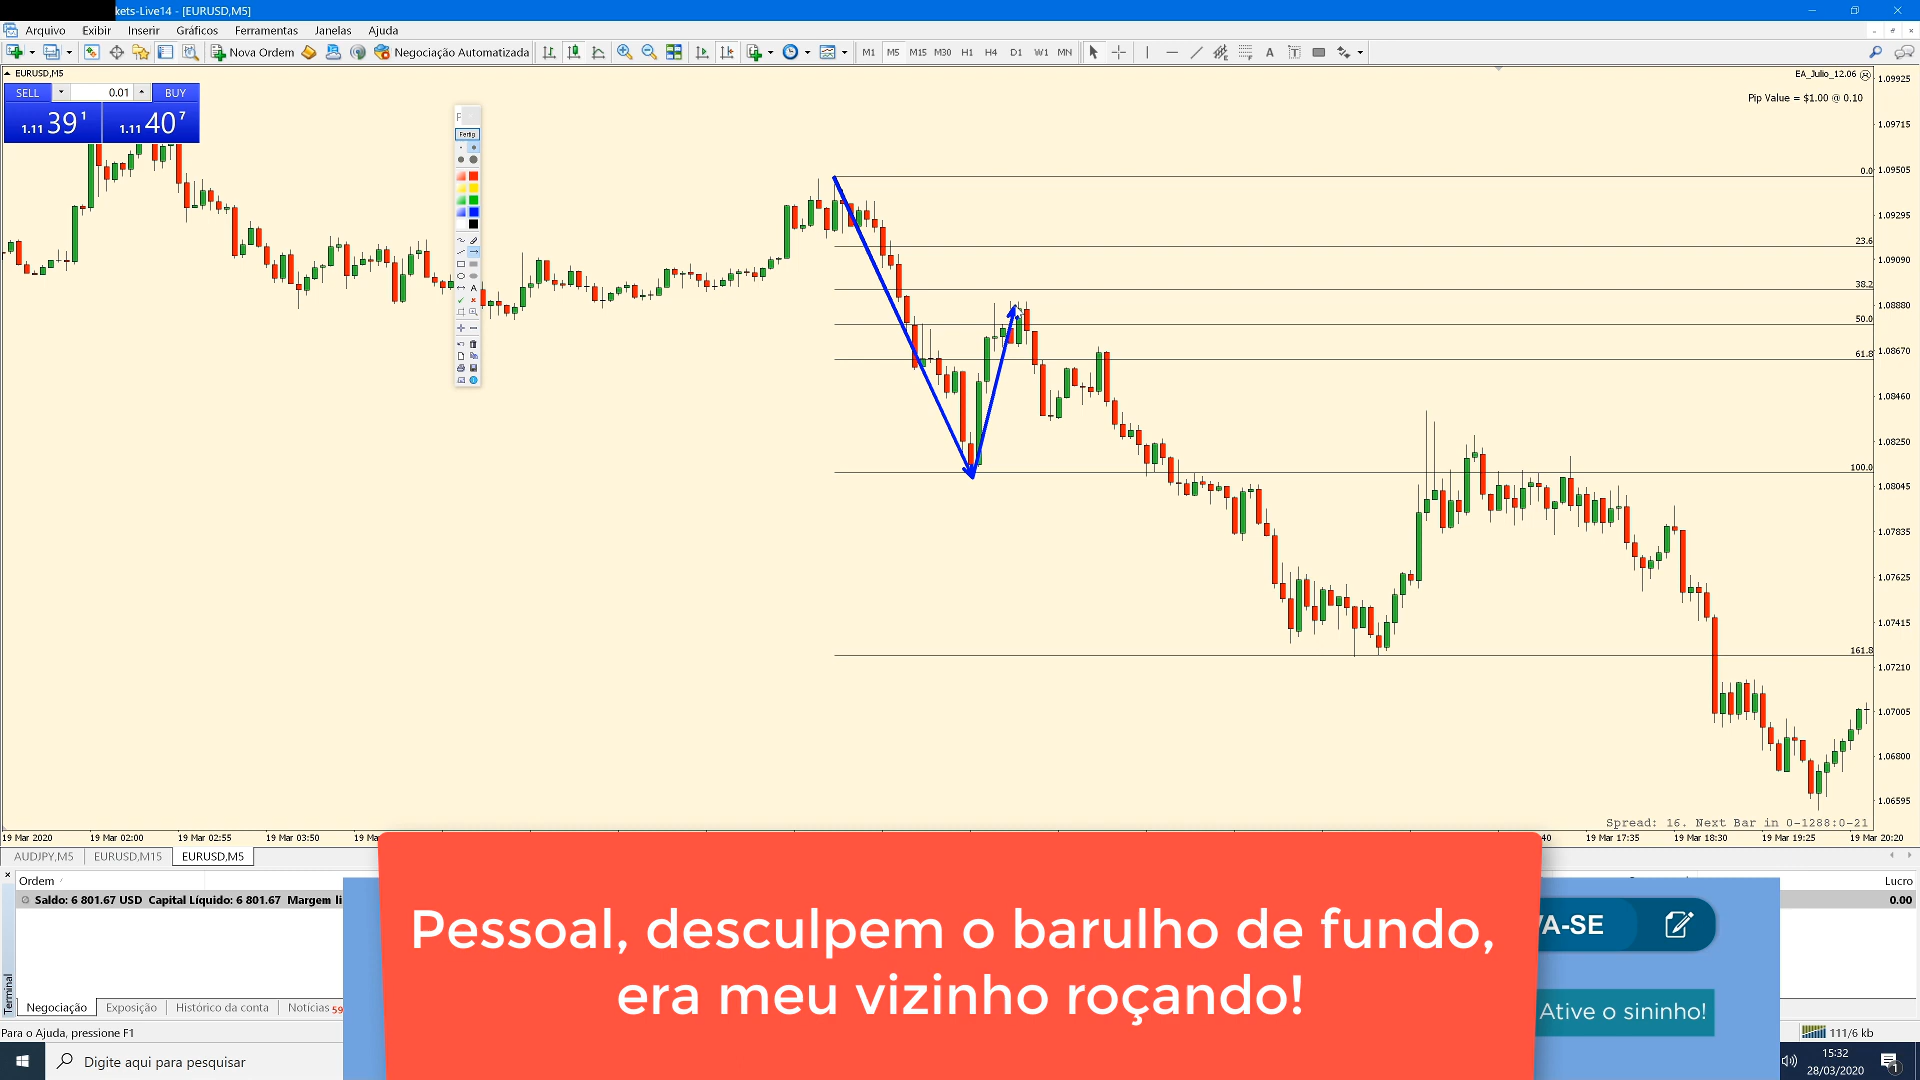 kets-Live14 - [EURUSD,M5]
Arquivo Exibir Inserir Gráficos Ferramentas Janelas Ajuda
Nova Ordem Negociação Automatizada M1 M5 M15 M30 H1 H4 D1 W1 MN A T
EURUSD,M5
SELL 0.01 BUY
1.11 39 1 1.11 40 7
EA_Julio_12.06
Pip Value = $1.00 @ 0.10
Fertig
A
0.0
23.6
38.2
50.0
61.8
100.0
161.8
1.09925
1.09715
1.09505
1.09295
1.09090
1.08880
1.08670
1.08460
1.08250
1.08045
1.07835
1.07625
1.07415
1.07210
1.07005
1.06800
1.06595
Spread: 16. Next Bar in 0-1288:0-21
19 Mar 2020 19 Mar 02:00 19 Mar 02:55 19 Mar 03:50 19 Ma :40 19 Mar 17:35 19 Mar 18:30 19 Mar 19:25 19 Mar 20:20
AUDJPY,M5 EURUSD,M15 EURUSD,M5
Ordem Lucro
Saldo: 6 801.67 USD Capital Líquido: 6 801.67 Margem li 0.00
Pessoal, desculpem o barulho de fundo,
era meu vizinho roçando!
VA-SE
Ative o sininho!
Terminal
Negociação Exposição Histórico da conta Notícias 59
Para o Ajuda, pressione F1
111/6 kb
Digite aqui para pesquisar
15:32
28/03/2020
1